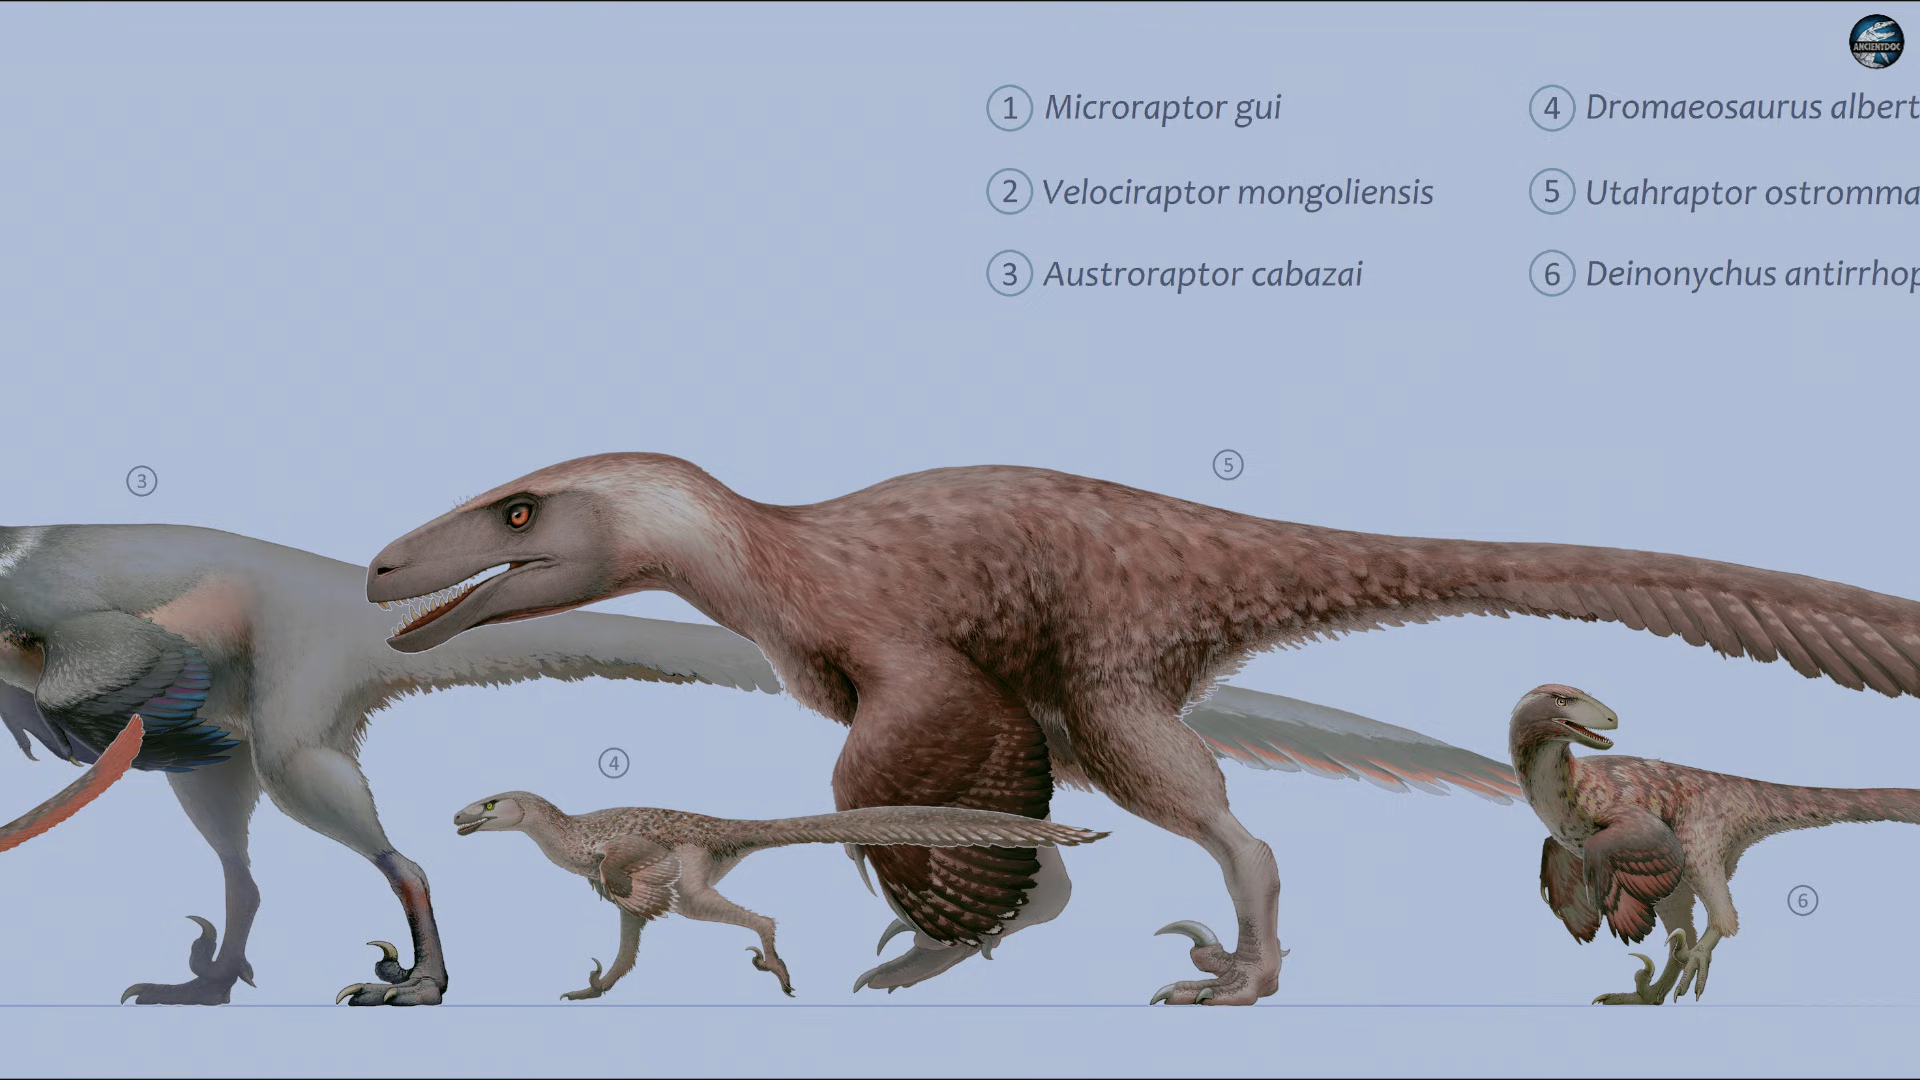 ANCIENTDOC
1 Microraptor gui
2 Velociraptor mongoliensis
3 Austroraptor cabazai
4 Dromaeosaurus albert
5 Utahraptor ostromma
6 Deinonychus antirrhop
3
5
4
6